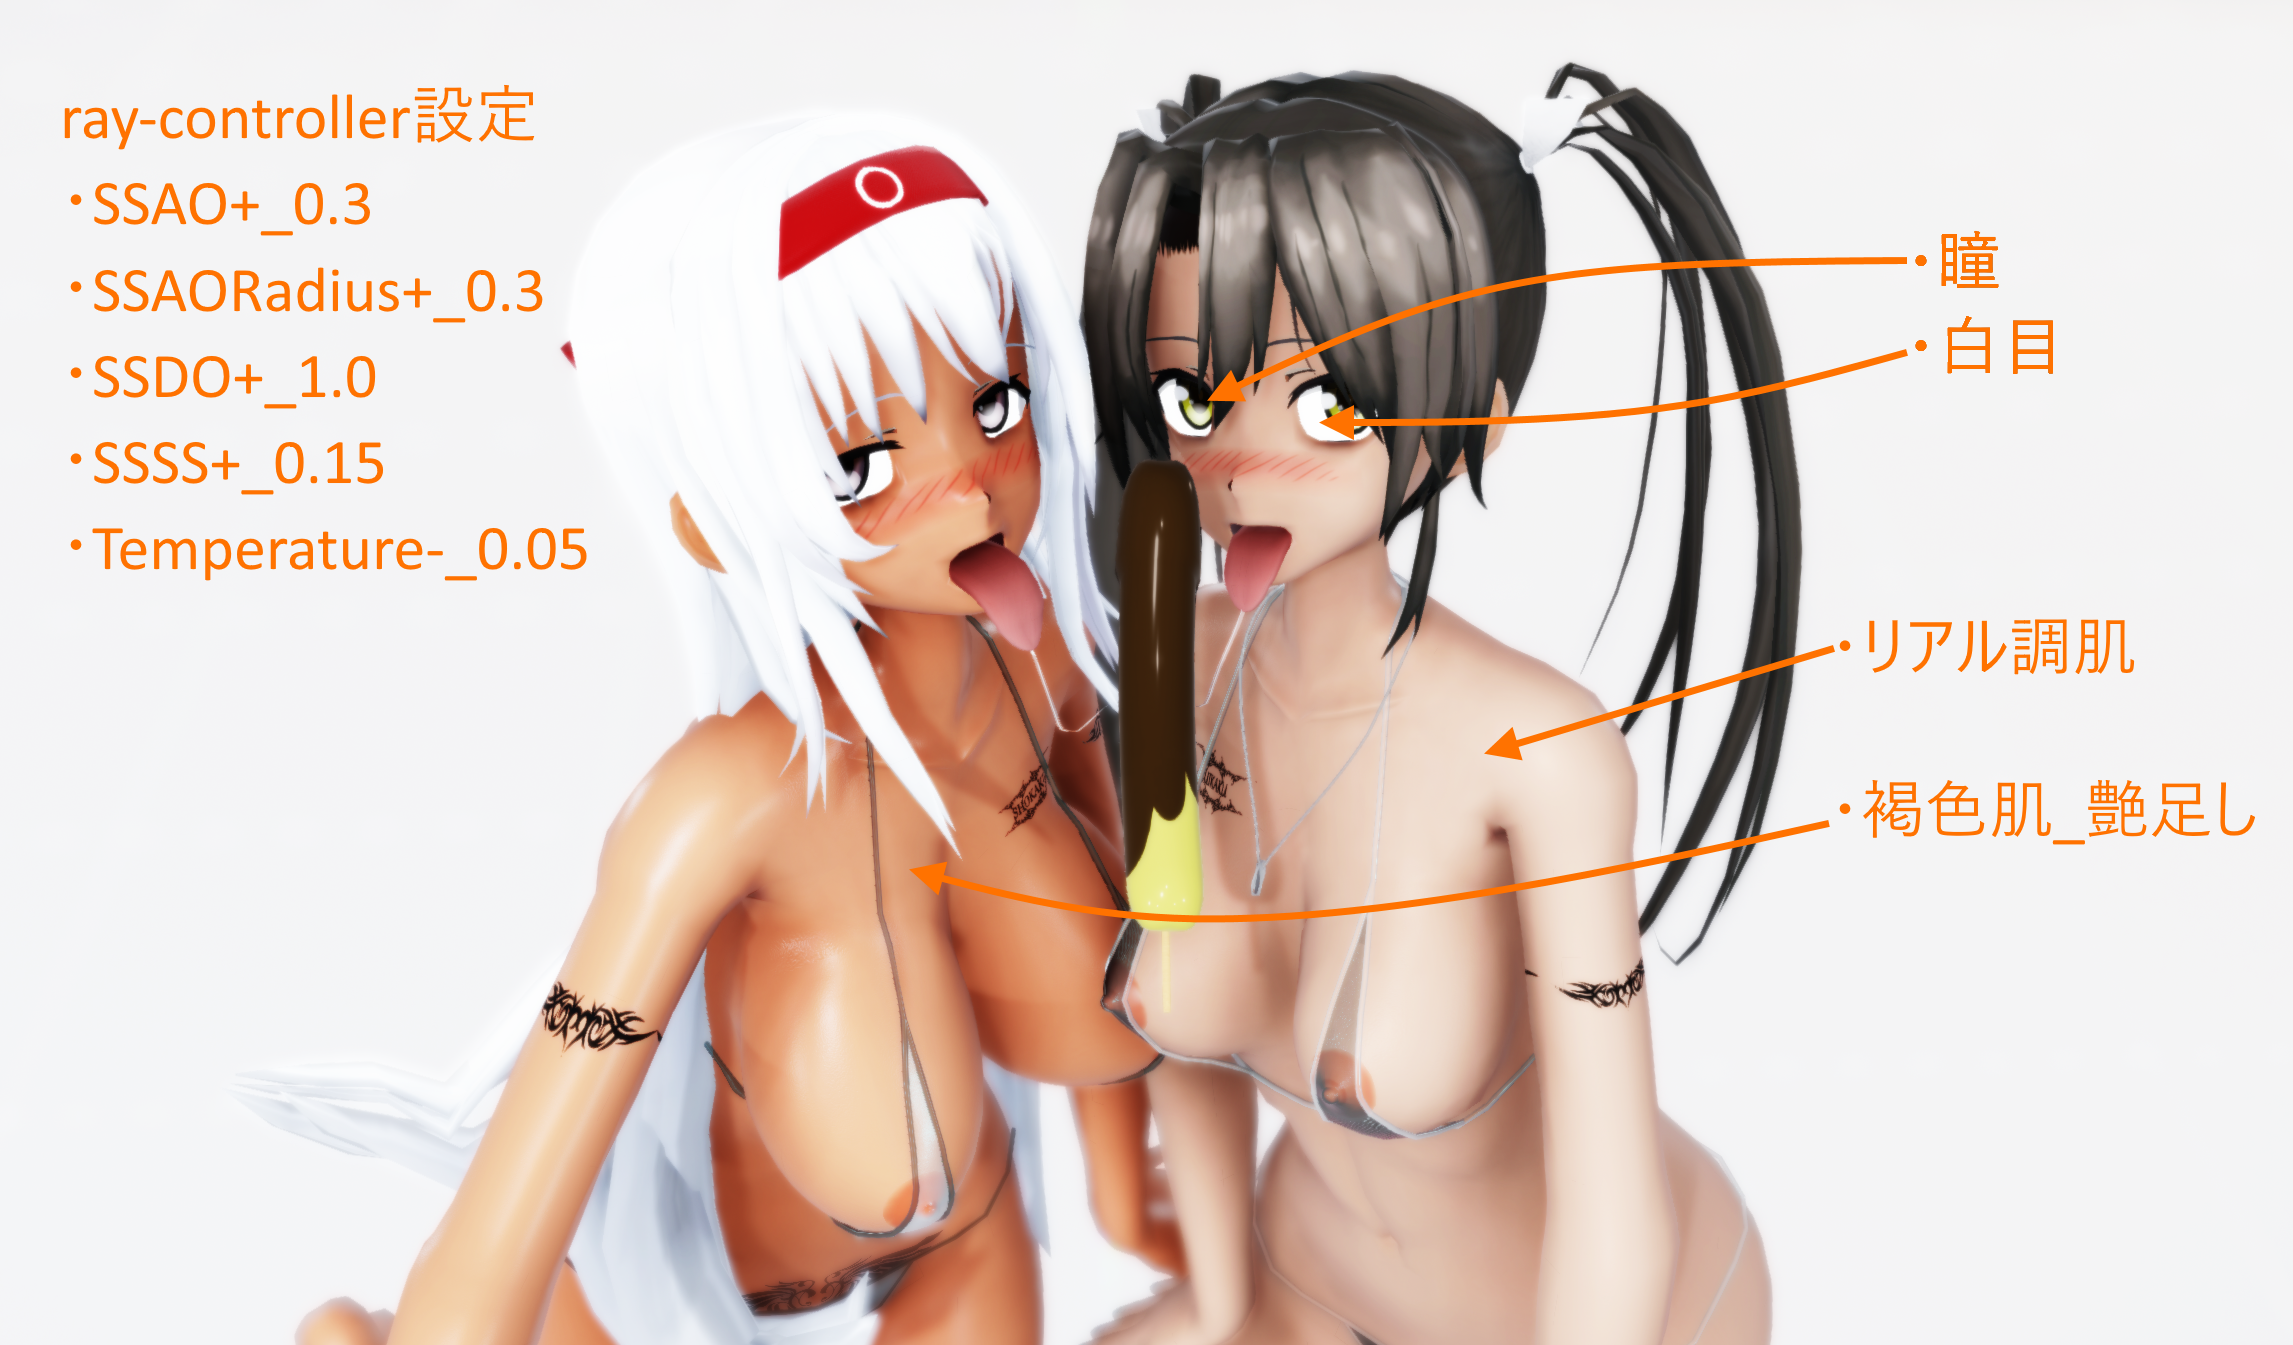 ray-controller設定
・SSAO+_0.3
・SSAORadius+_0.3
・SSDO+_1.0
・SSSS+_0.15
・Temperature-_0.05
・瞳
・白目
・リアル調肌
・褐色肌_艶足し